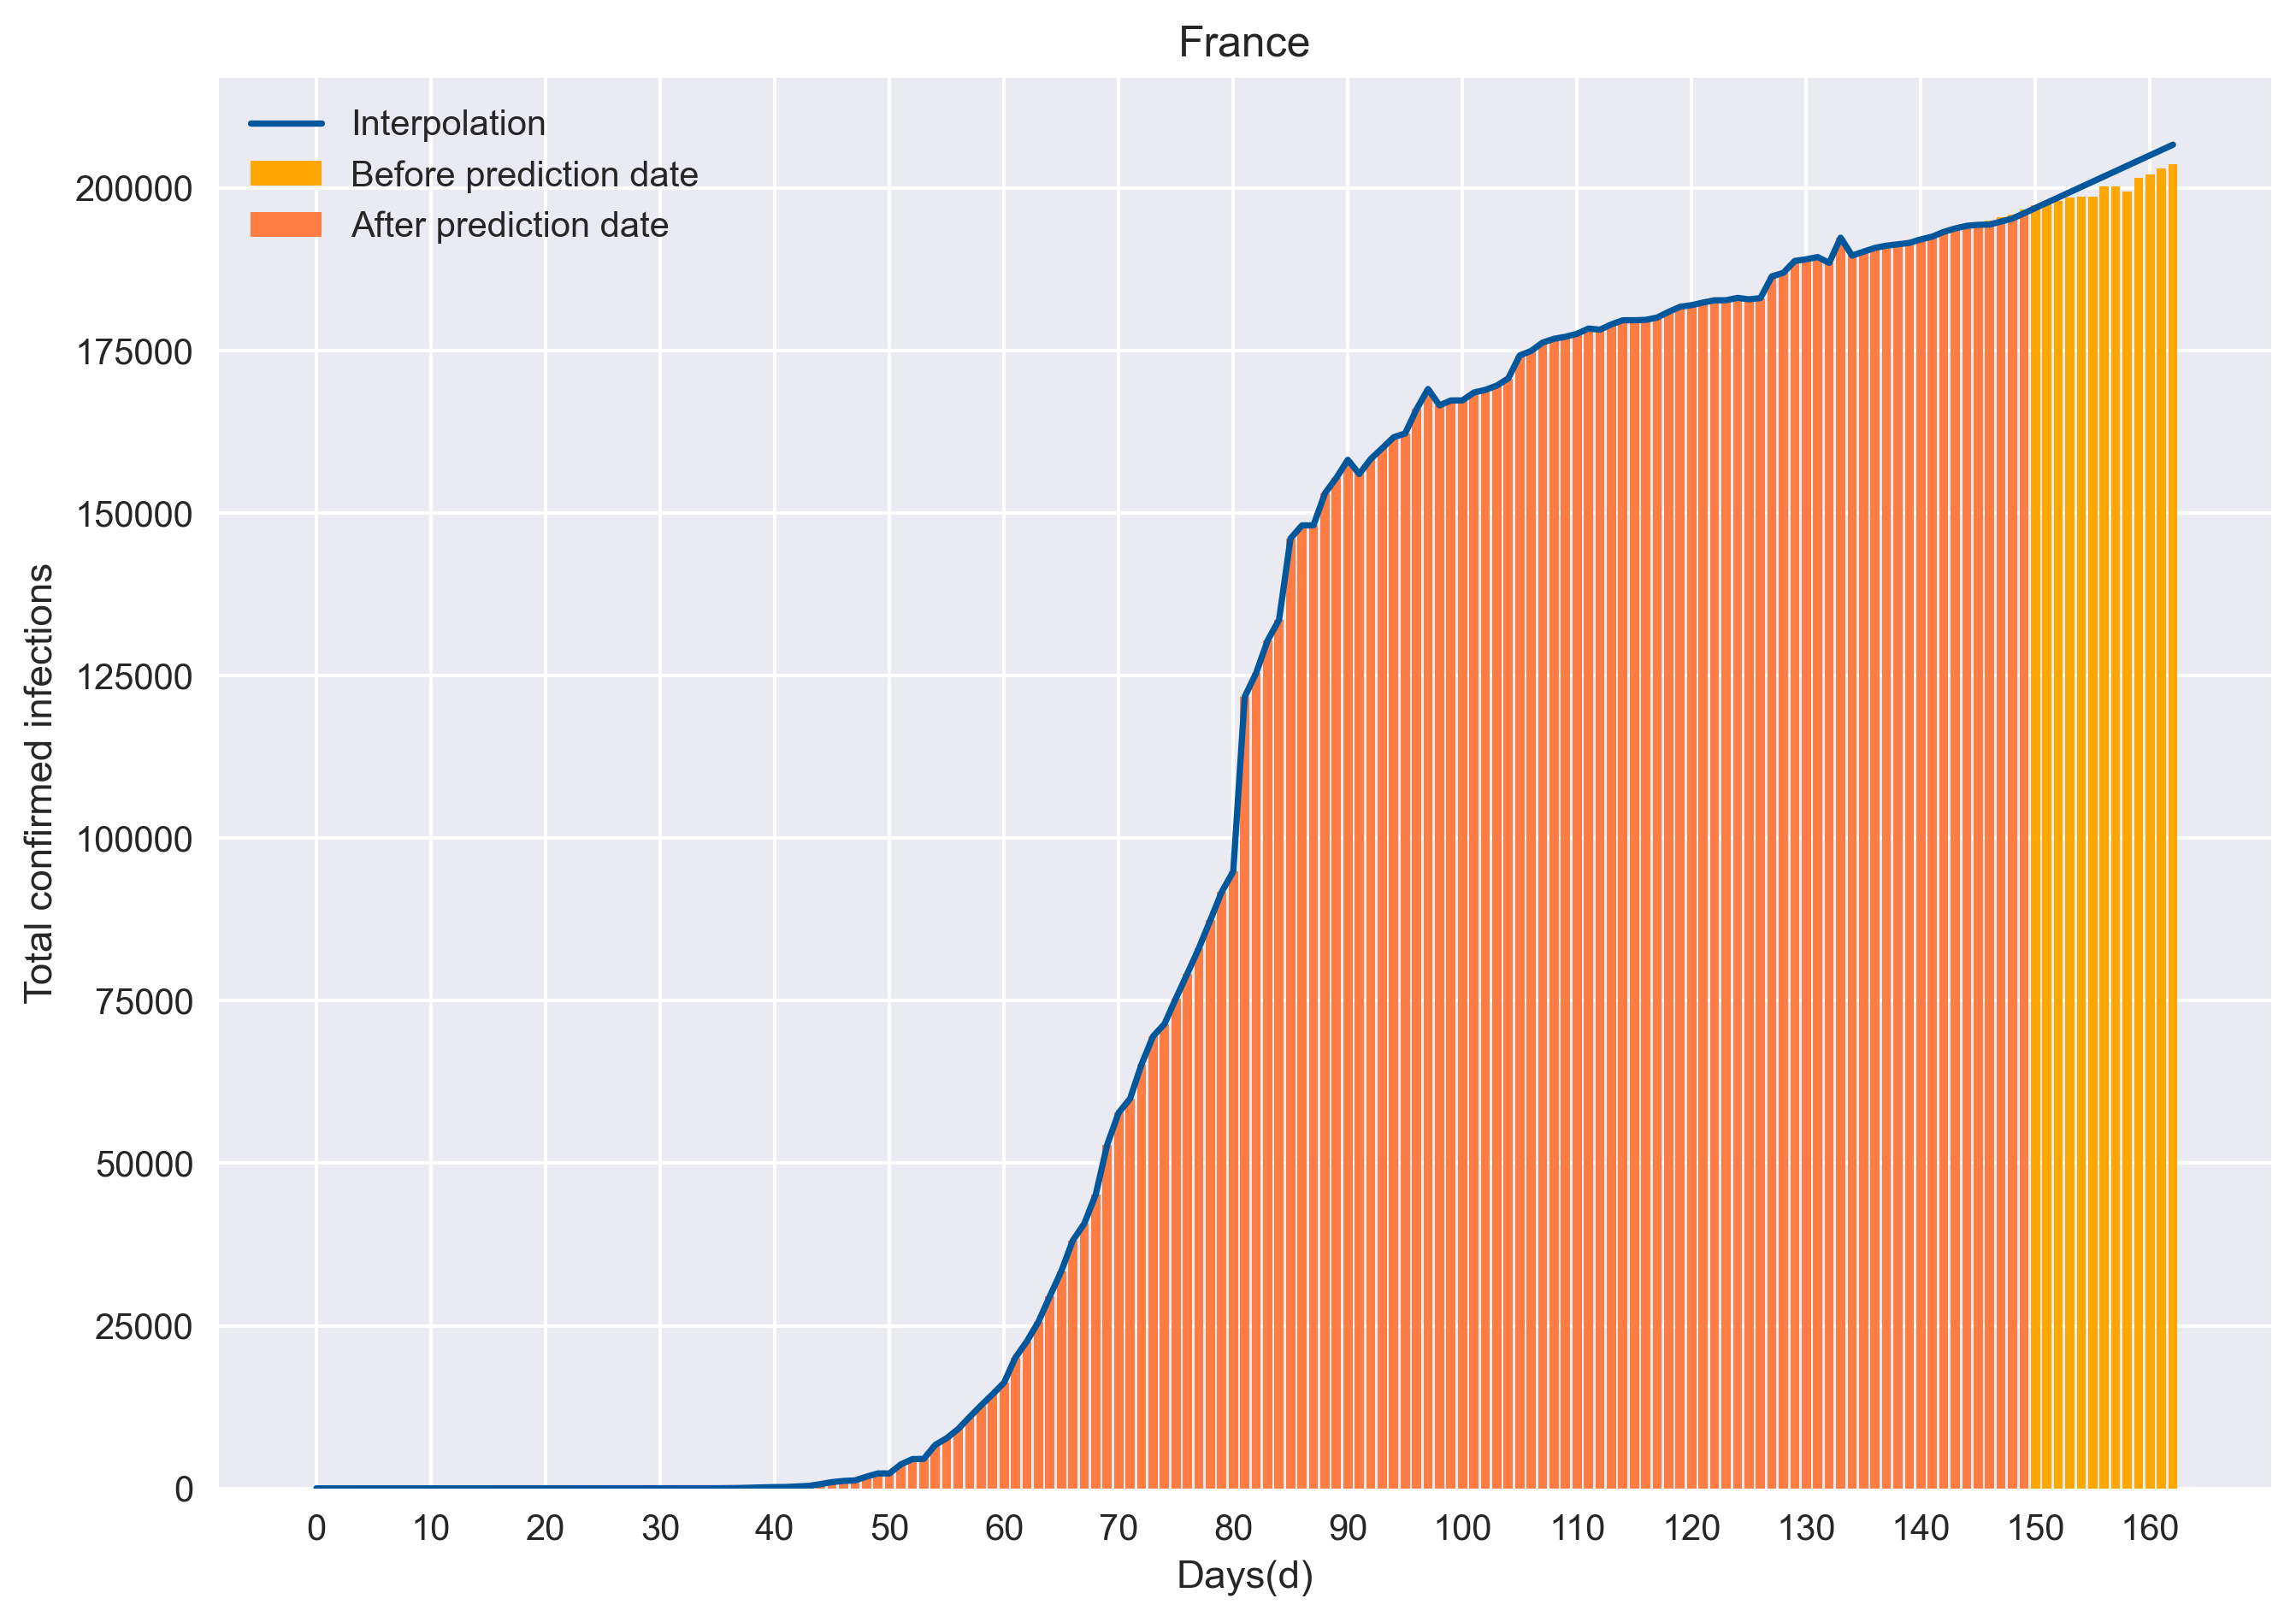 France
Interpolation
Before prediction date
After prediction date
200000
175000
150000
125000
100000
75000
50000
25000
0
Total confirmed infections
0 10 20 30 40 50 60 70 80 90 100 110 120 130 140 150 160
Days(d)